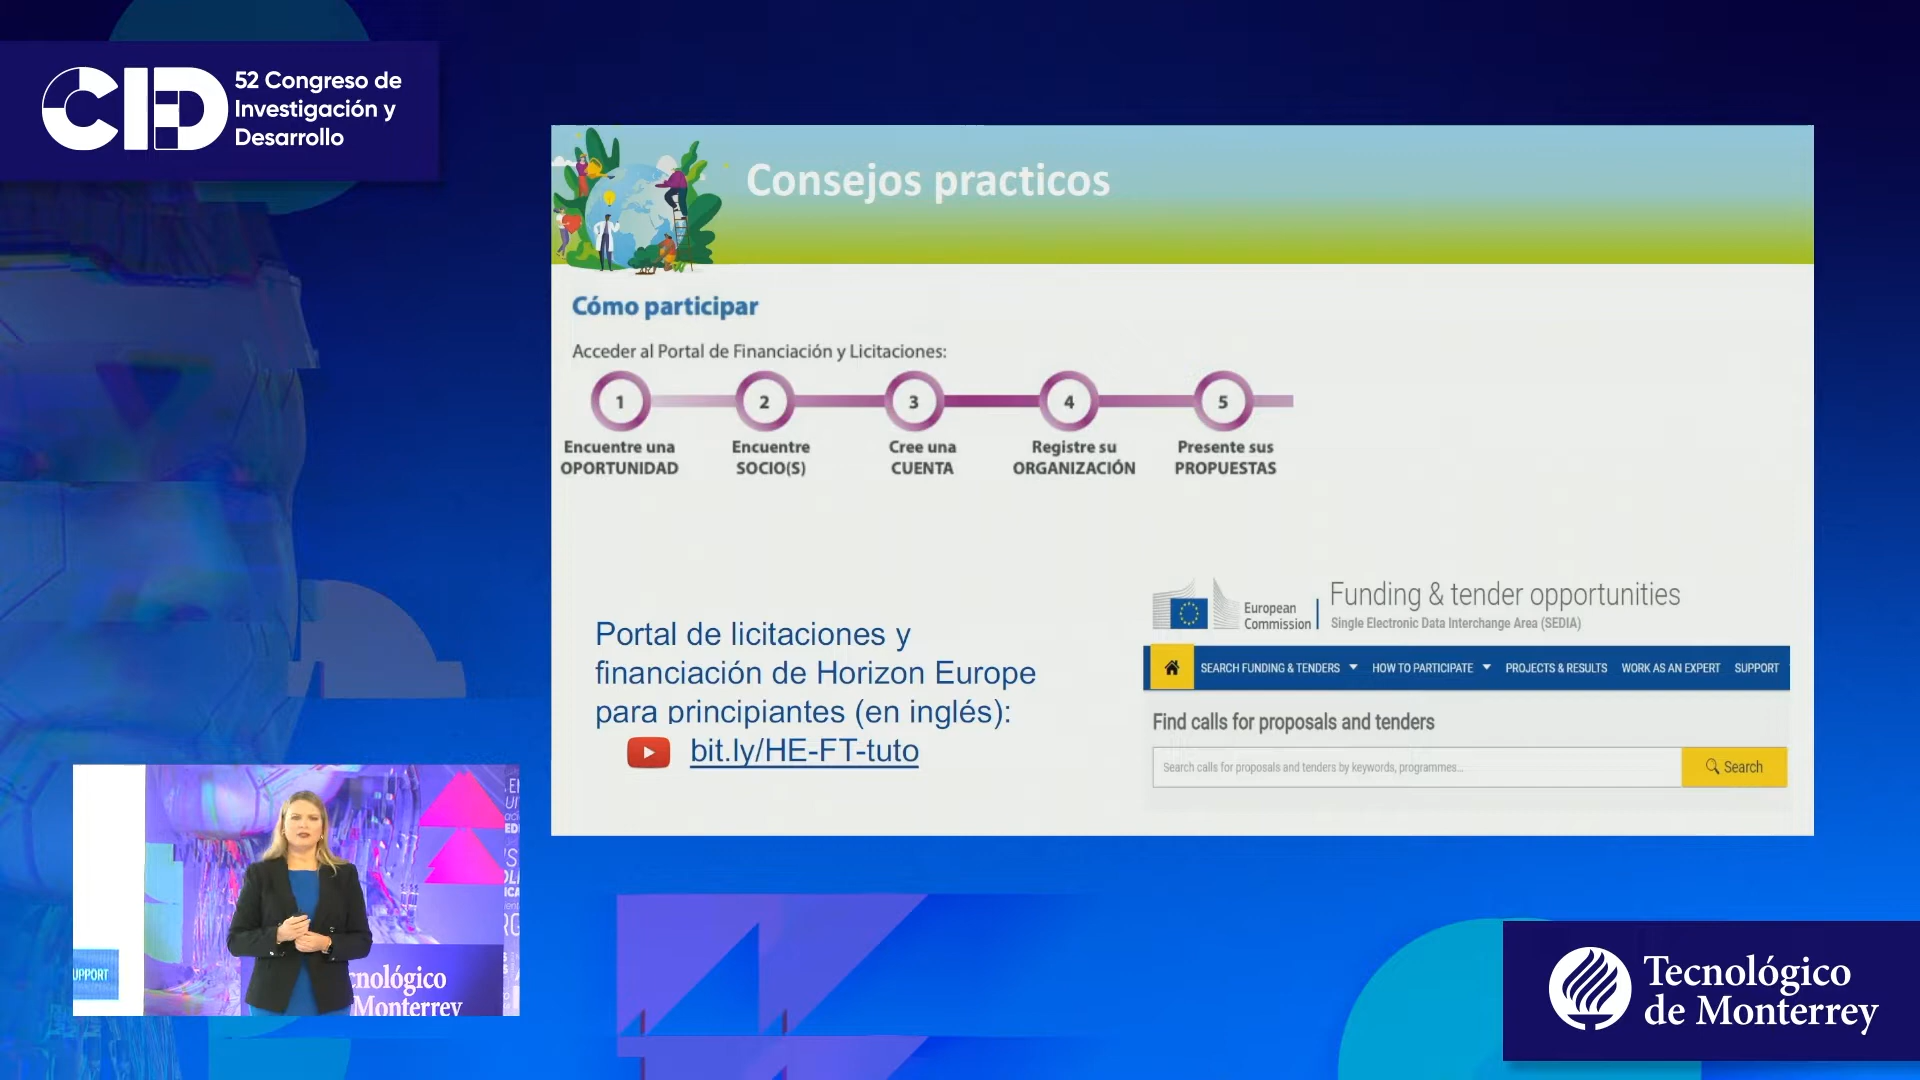 CID
52 Congreso de
Investigación y
Desarrollo
Consejos practicos
Cómo participar
Acceder al Portal de Financiación y Licitaciones:
1 2 3 4 5
Encuentre una
OPORTUNIDAD
Encuentre
SOCIO(S)
Cree una
CUENTA
Registre su
ORGANIZACIÓN
Presente sus
PROPUESTAS
Portal de licitaciones y
financiación de Horizon Europe
para principiantes (en inglés):
bit.ly/HE-FT-tuto
European
Commission
Funding & tender opportunities
Single Electronic Data Interchange Area (SEDIA)
SEARCH FUNDING & TENDERS HOW TO PARTICIPATE PROJECTS & RESULTS WORK AS AN EXPERT SUPPORT
Find calls for proposals and tenders
Search calls for proposals and tenders by keywords, programmes...
Search
UPPORT
cnológico
Monterrey
Tecnológico
de Monterrey